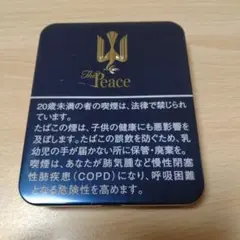 The
Peace
20歳未満の者の喫煙は、法律で禁じられ
ています。
たばこの煙は、子供の健康にも悪影響を
及ぼします。たばこの誤飲を防ぐため、乳
幼児の手が届かない所に保管・廃棄を。
喫煙は、あなたが肺気腫など慢性閉塞
性肺疾患(COPD)になり、呼吸困難
となる危険性を高めます。